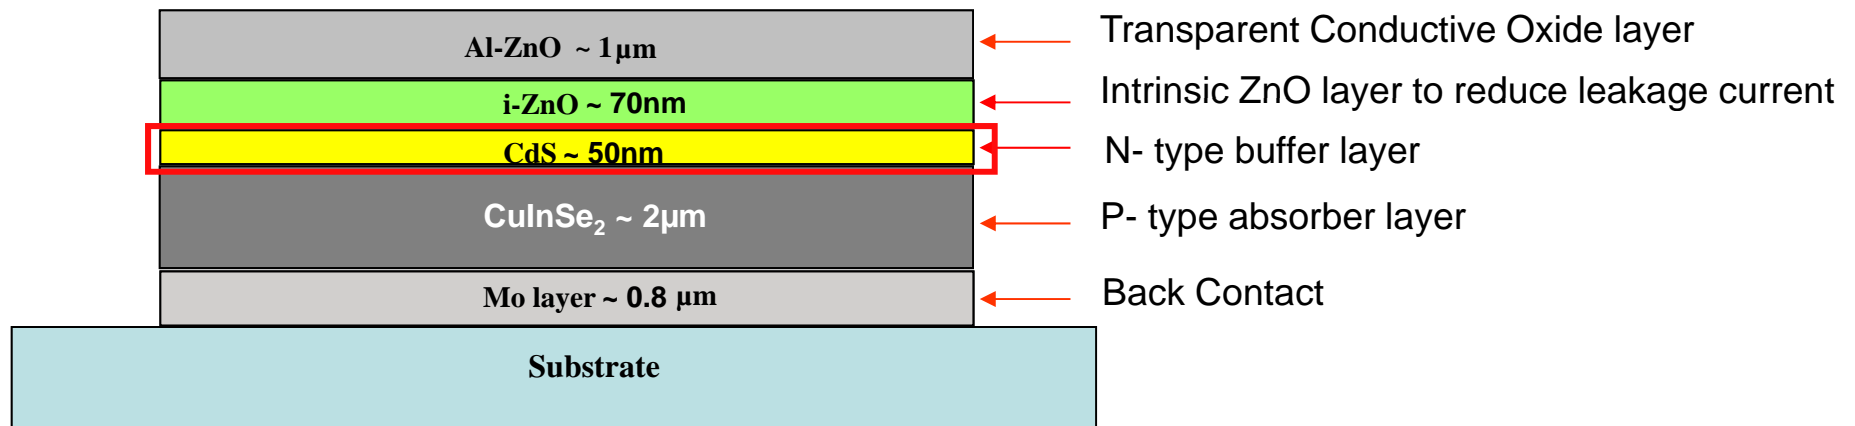 Al-ZnO ~ 1µm
Transparent Conductive Oxide layer
i-ZnO ~ 70nm
Intrinsic ZnO layer to reduce leakage current
CdS ~ 50nm
N- type buffer layer
CuInSe₂ ~ 2µm
P- type absorber layer
Mo layer ~ 0.8 µm
Back Contact
Substrate